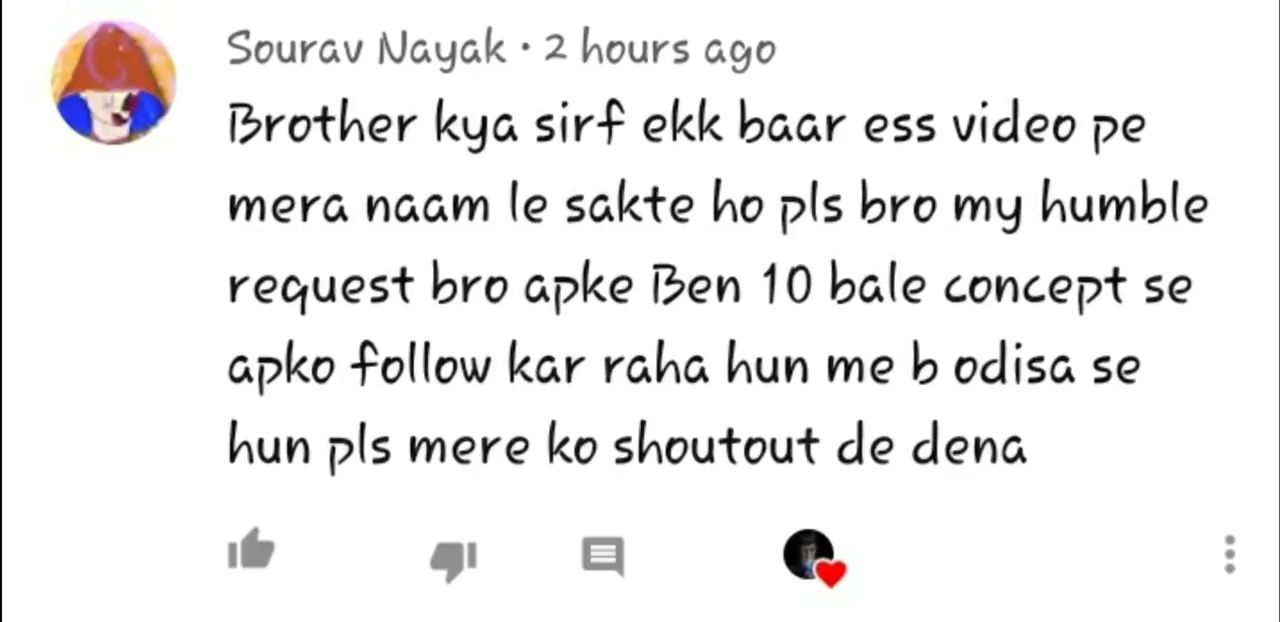 Sourav Nayak • 2 hours ago
Brother kya sirf ekk baar ess video pe
mera naam le sakte ho pls bro my humble
request bro apke Ben 10 bale concept se
apko follow kar raha hun me b odisa se
hun pls mere ko shoutout de dena